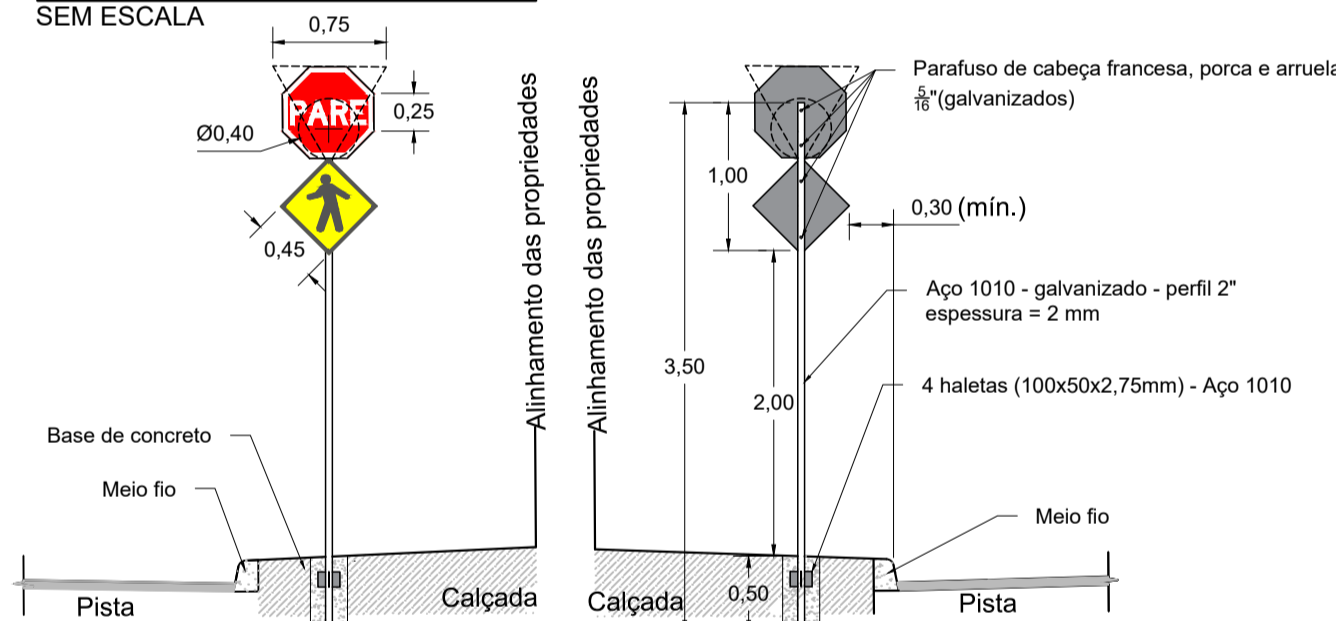 SEM ESCALA
0,75
PARE
0,25
Ø0,40
0,45
Alinhamento das propriedades
Base de concreto
Meio fio
Pista
Calçada
Alinhamento das propriedades
Parafuso de cabeça francesa, porca e arruela
5/16"(galvanizados)
1,00
0,30 (mín.)
Aço 1010 - galvanizado - perfil 2"
espessura = 2 mm
3,50
4 haletas (100x50x2,75mm) - Aço 1010
2,00
Meio fio
0,50
Calçada
Pista